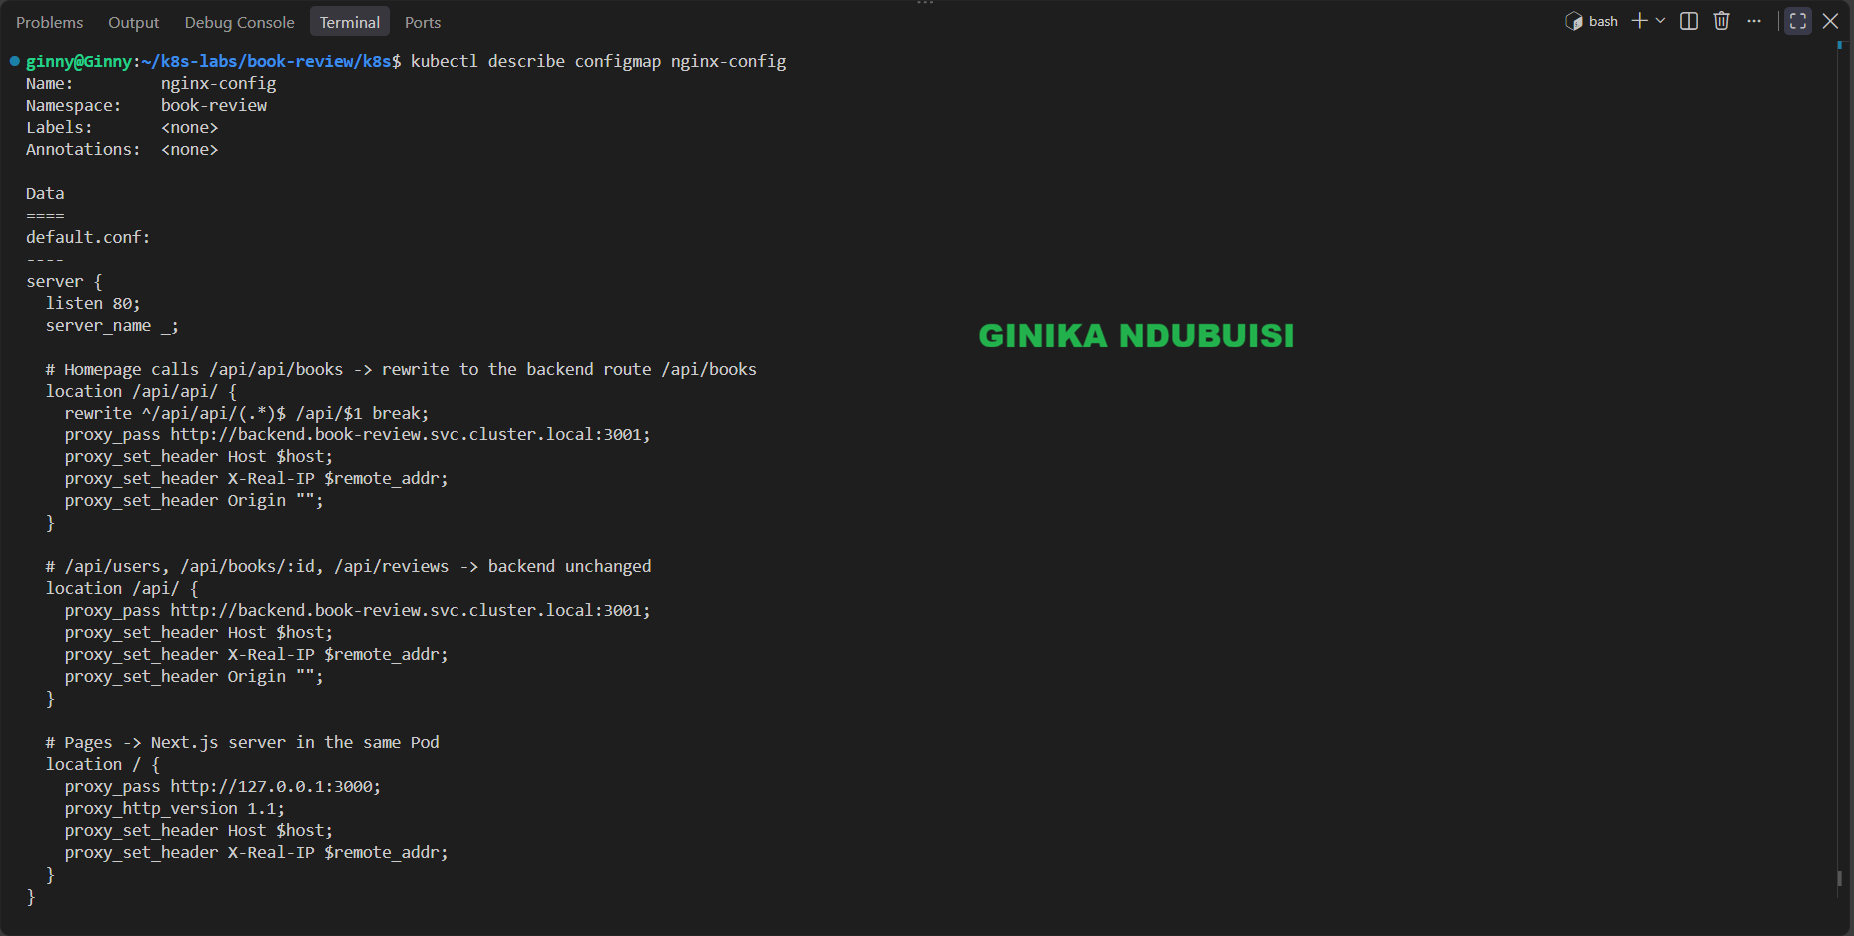 Problems Output Debug Console Terminal Ports bash
ginny@Ginny:~/k8s-labs/book-review/k8s$ kubectl describe configmap nginx-config
Name:         nginx-config
Namespace:    book-review
Labels:       <none>
Annotations:  <none>
Data
====
default.conf:
----
server {
  listen 80;
  server_name _;
GINIKA NDUBUISI
  # Homepage calls /api/api/books -> rewrite to the backend route /api/books
  location /api/api/ {
    rewrite ^/api/api/(.*)$ /api/$1 break;
    proxy_pass http://backend.book-review.svc.cluster.local:3001;
    proxy_set_header Host $host;
    proxy_set_header X-Real-IP $remote_addr;
    proxy_set_header Origin "";
  }
  # /api/users, /api/books/:id, /api/reviews -> backend unchanged
  location /api/ {
    proxy_pass http://backend.book-review.svc.cluster.local:3001;
    proxy_set_header Host $host;
    proxy_set_header X-Real-IP $remote_addr;
    proxy_set_header Origin "";
  }
  # Pages -> Next.js server in the same Pod
  location / {
    proxy_pass http://127.0.0.1:3000;
    proxy_http_version 1.1;
    proxy_set_header Host $host;
    proxy_set_header X-Real-IP $remote_addr;
  }
}